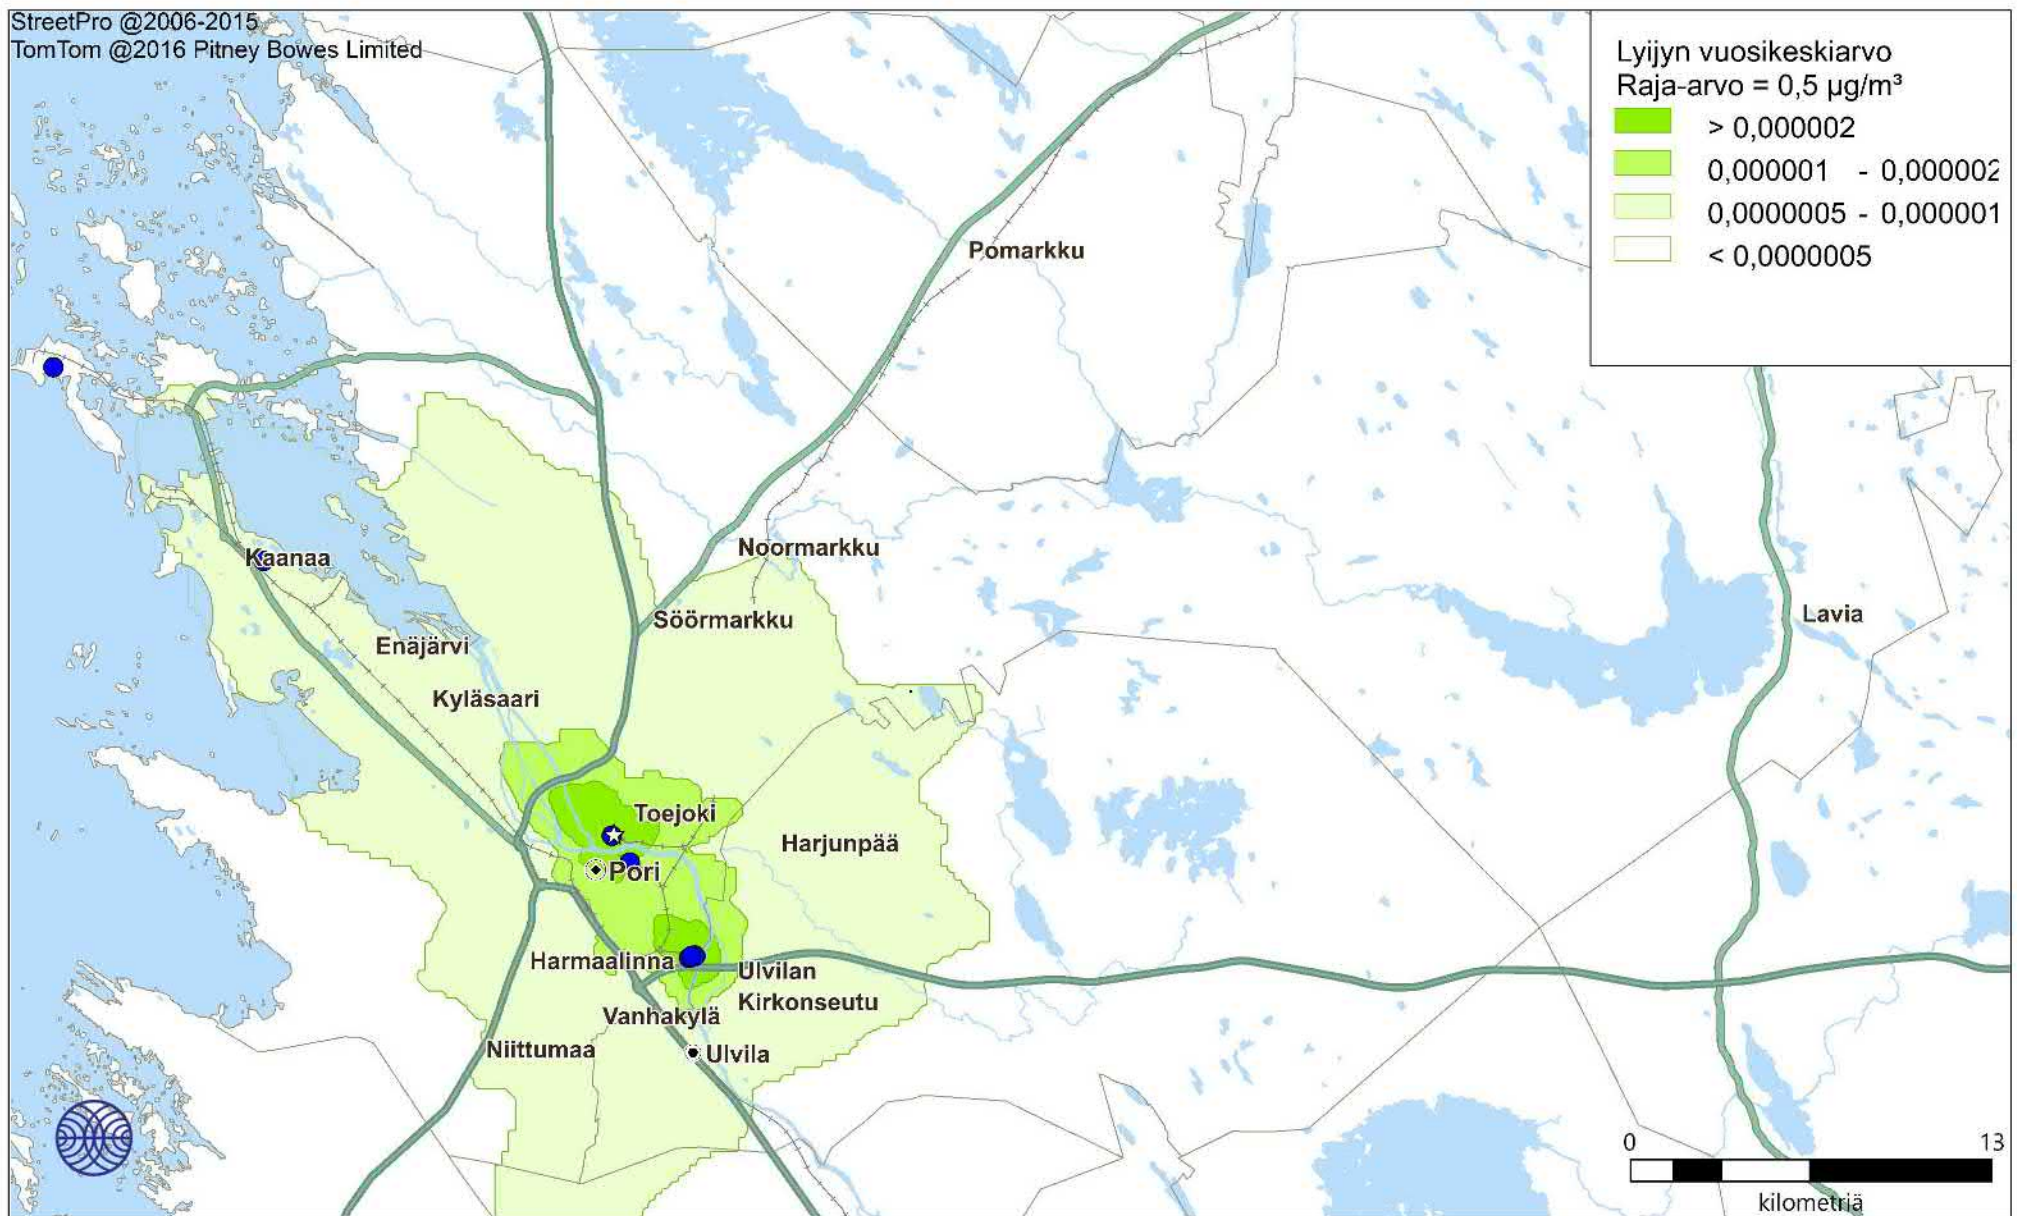 StreetPro @2006-2015
TomTom @2016 Pitney Bowes Limited
Lyijyn vuosikeskiarvo
Raja-arvo = 0,5 µg/m³
> 0,000002
0,000001 - 0,000002
0,0000005 - 0,000001
< 0,0000005
Pomarkku
Noormarkku
Kaanaa
Söörmarkku
Lavia
Enäjärvi
Kyläsaari
Toejoki
Harjunpää
Pori
Harmaalinna
Ulvilan
Kirkonseutu
Vanhakylä
Niittumaa
Ulvila
0 13
kilometriä